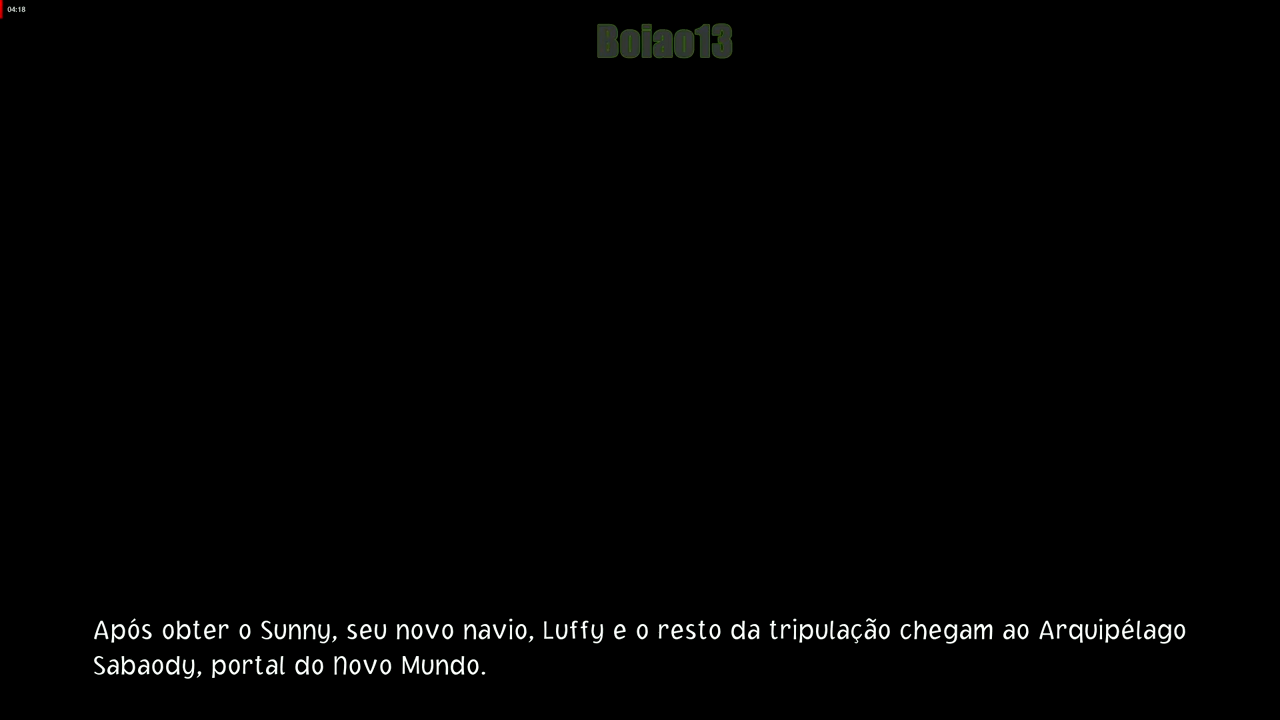 04:18
Boiao13
Após obter o Sunny, seu novo navio, Luffy e o resto da tripulação chegam ao Arquipélago
Sabaody, portal do Novo Mundo.